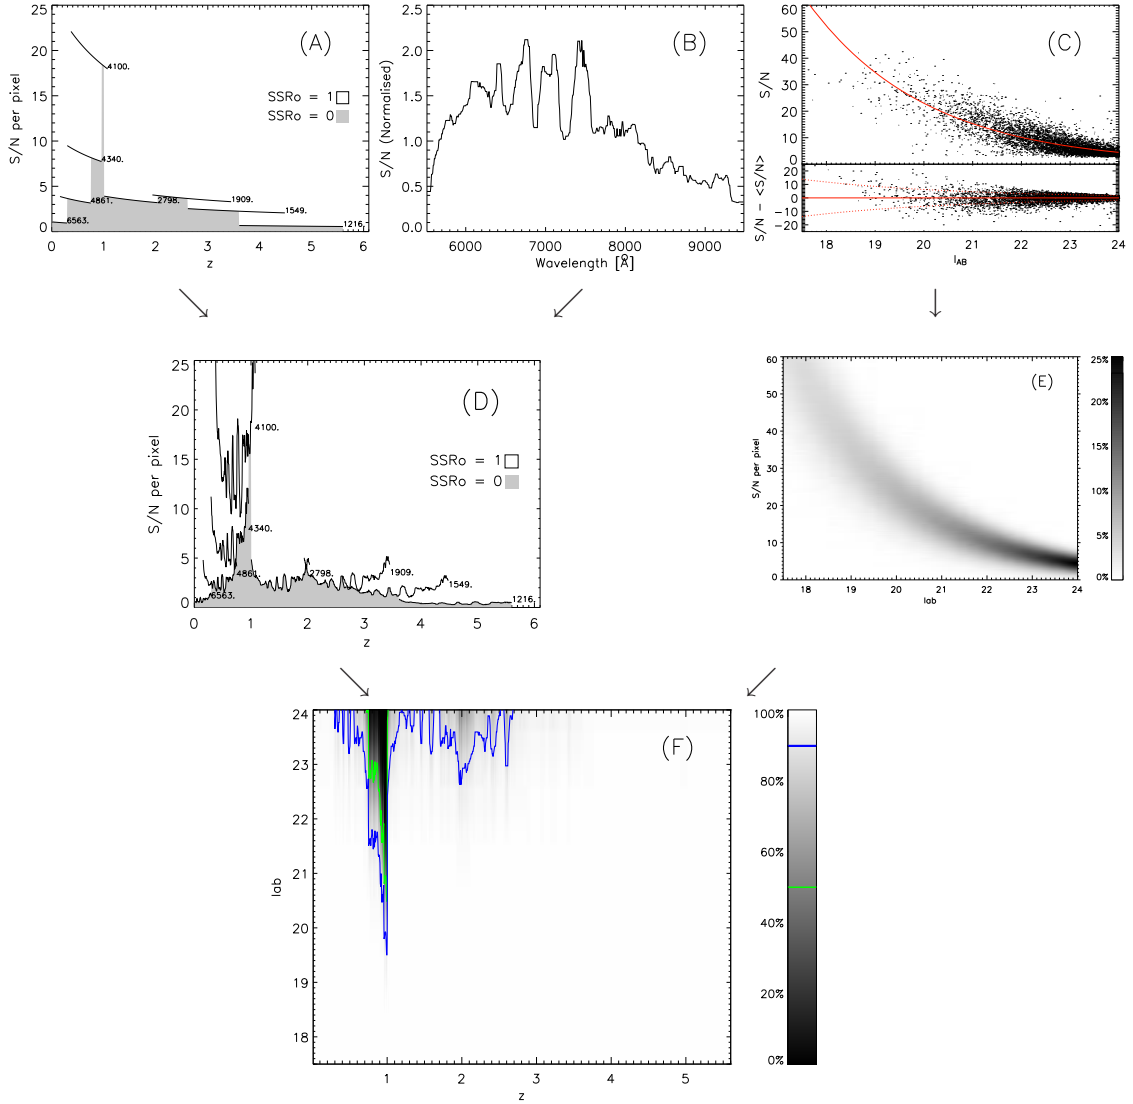 (A)
25
20
15
10
5
0
S/N per pixel
4100.
SSRo = 1
SSRo = 0
4340.
4861.
2798.
1909.
1549.
6563.
1216
0 1 2 3 4 5 6
z
(B)
2.5
2.0
1.5
1.0
0.5
0.0
S/N (Normalised)
6000 7000 8000 9000
Wavelength [Å]
(C)
60
50
40
30
20
10
0
S/N
20
10
0
-10
-20
S/N - <S/N>
18 19 20 21 22 23 24
I_AB
(D)
25
20
15
10
5
0
S/N per pixel
4100.
SSRo = 1
SSRo = 0
4340.
4861.
2798.
1909.
1549.
6563.
1216.
0 1 2 3 4 5 6
z
(E)
60
50
40
30
20
10
0
S/N per pixel
18 19 20 21 22 23 24
Iab
25%
20%
15%
10%
5%
0%
(F)
24
23
22
21
20
19
18
Iab
1 2 3 4 5
z
100%
80%
60%
40%
20%
0%